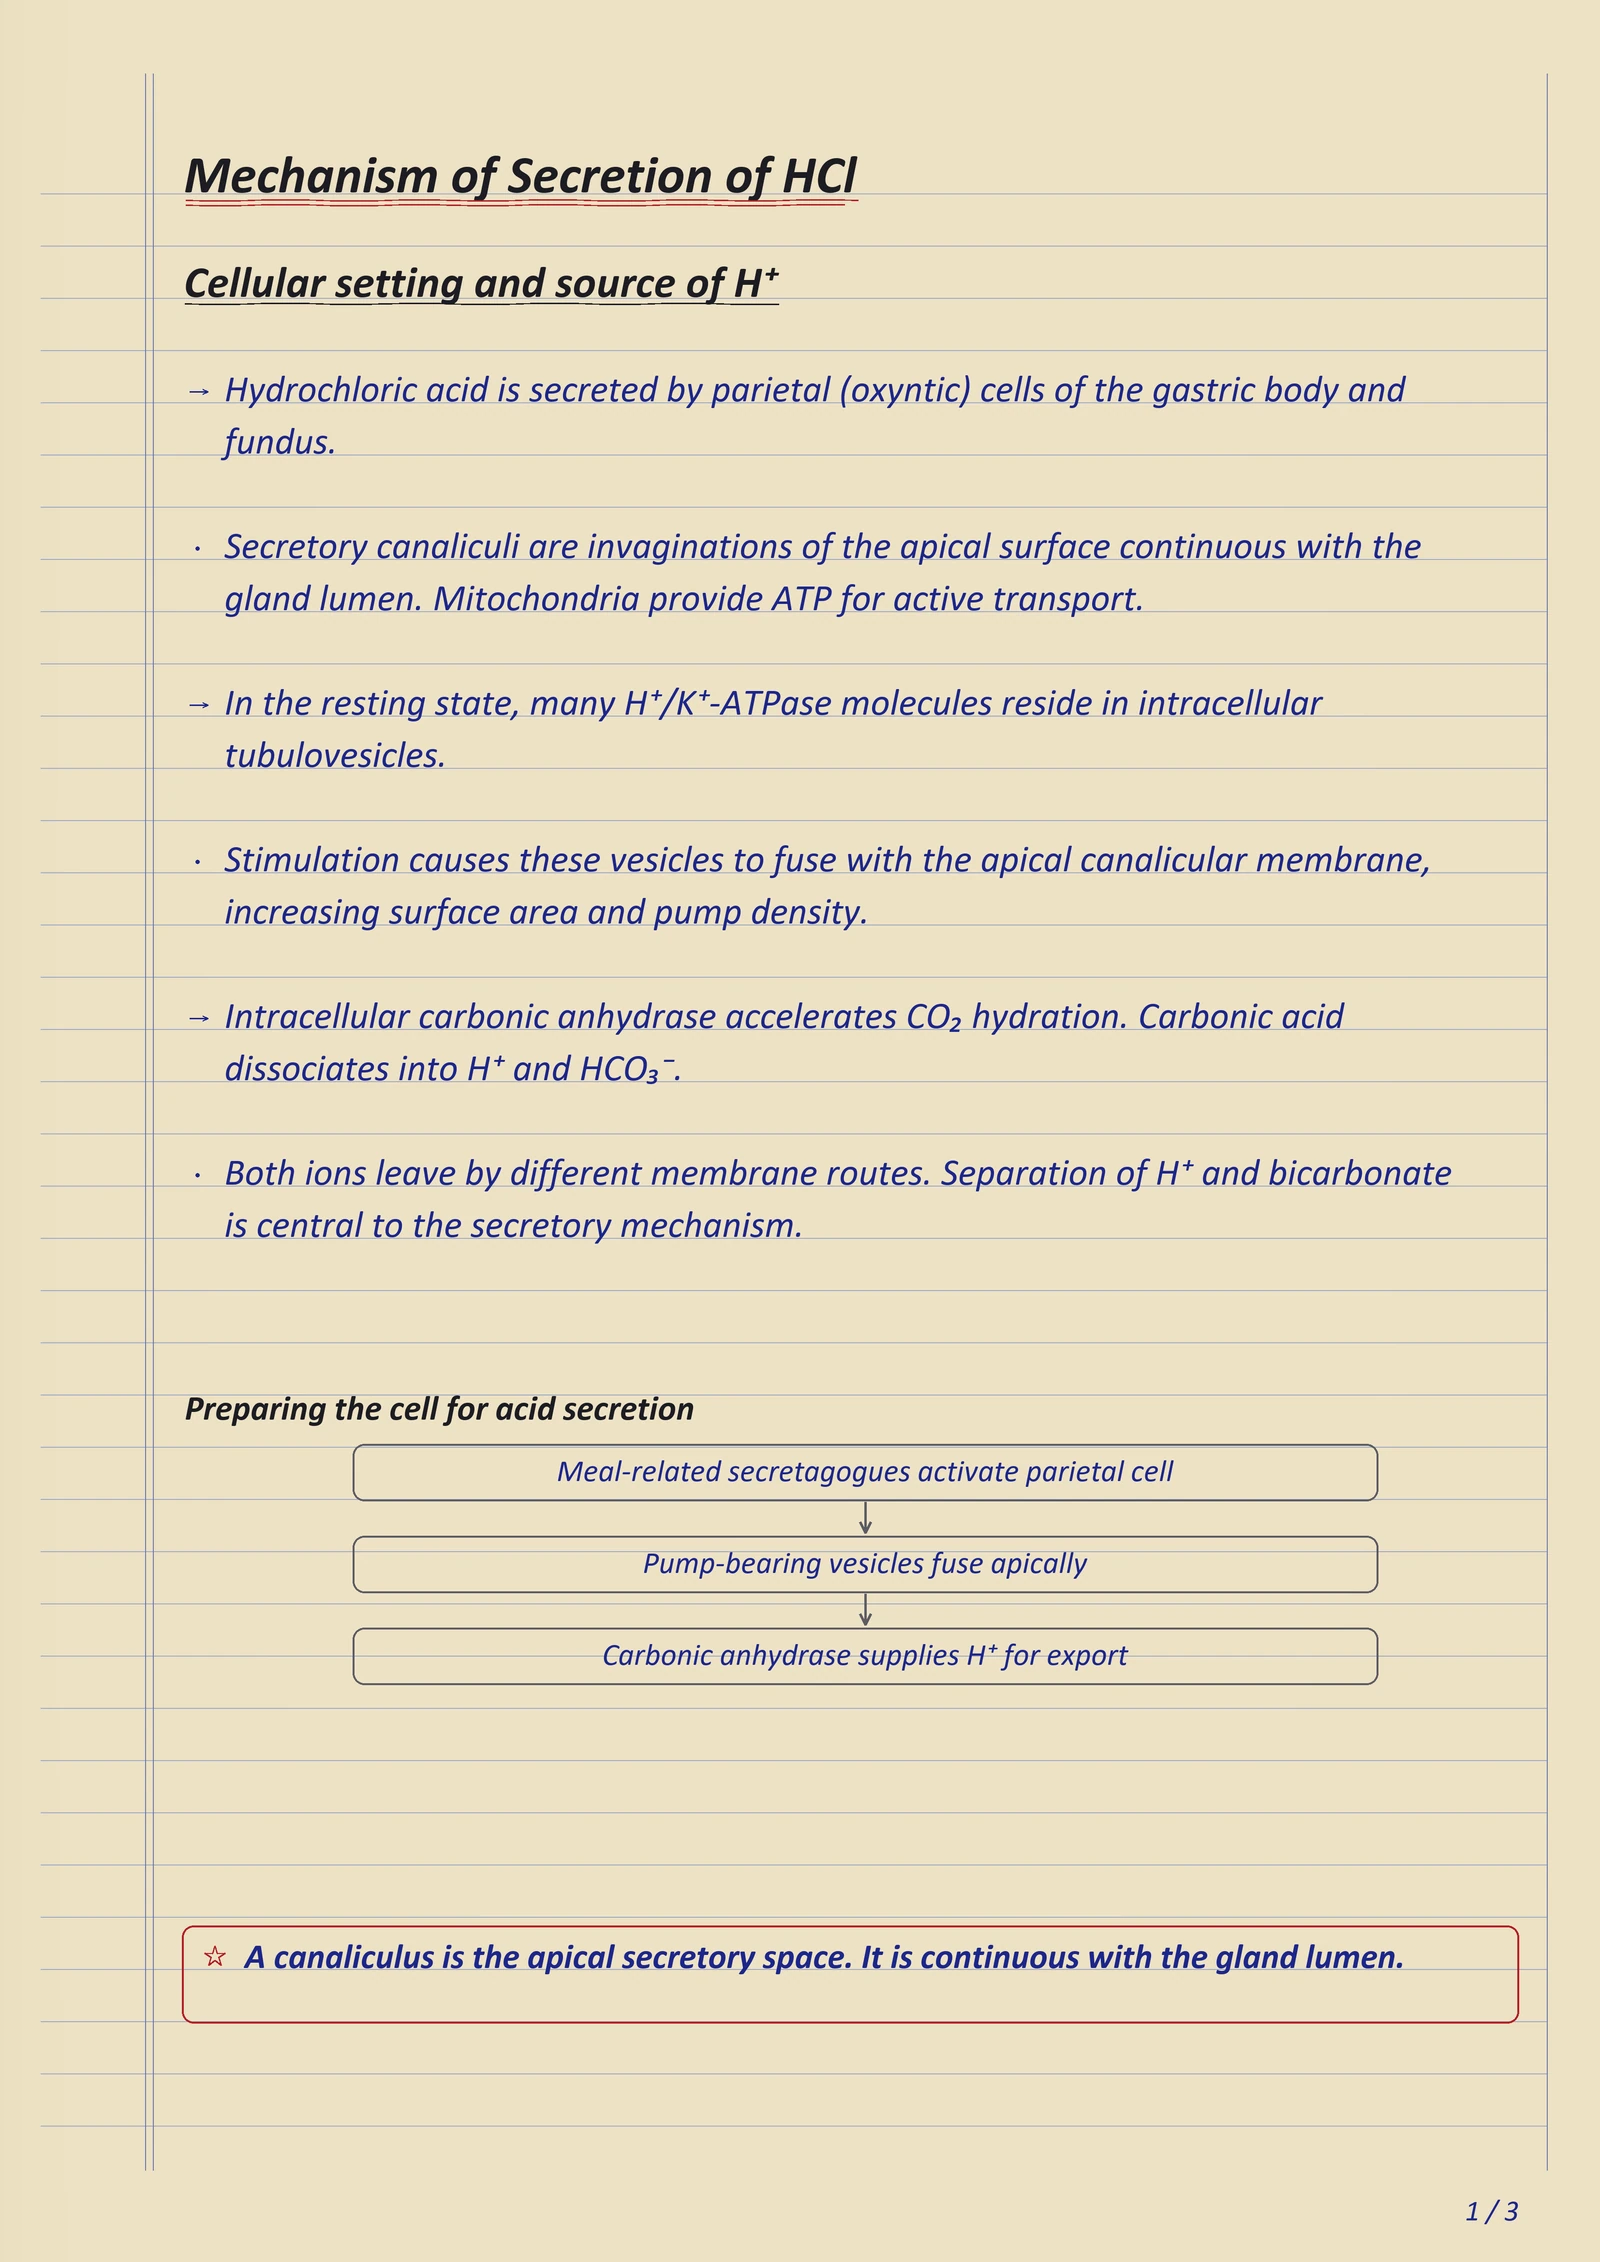 Mechanism of Secretion of HCl
Cellular setting and source of H⁺
→ Hydrochloric acid is secreted by parietal (oxyntic) cells of the gastric body and
fundus.
· Secretory canaliculi are invaginations of the apical surface continuous with the
gland lumen. Mitochondria provide ATP for active transport.
→ In the resting state, many H⁺/K⁺-ATPase molecules reside in intracellular
tubulovesicles.
· Stimulation causes these vesicles to fuse with the apical canalicular membrane,
increasing surface area and pump density.
→ Intracellular carbonic anhydrase accelerates CO₂ hydration. Carbonic acid
dissociates into H⁺ and HCO₃⁻.
· Both ions leave by different membrane routes. Separation of H⁺ and bicarbonate
is central to the secretory mechanism.
Preparing the cell for acid secretion
Meal-related secretagogues activate parietal cell
↓
Pump-bearing vesicles fuse apically
↓
Carbonic anhydrase supplies H⁺ for export
☆ A canaliculus is the apical secretory space. It is continuous with the gland lumen.
1 / 3